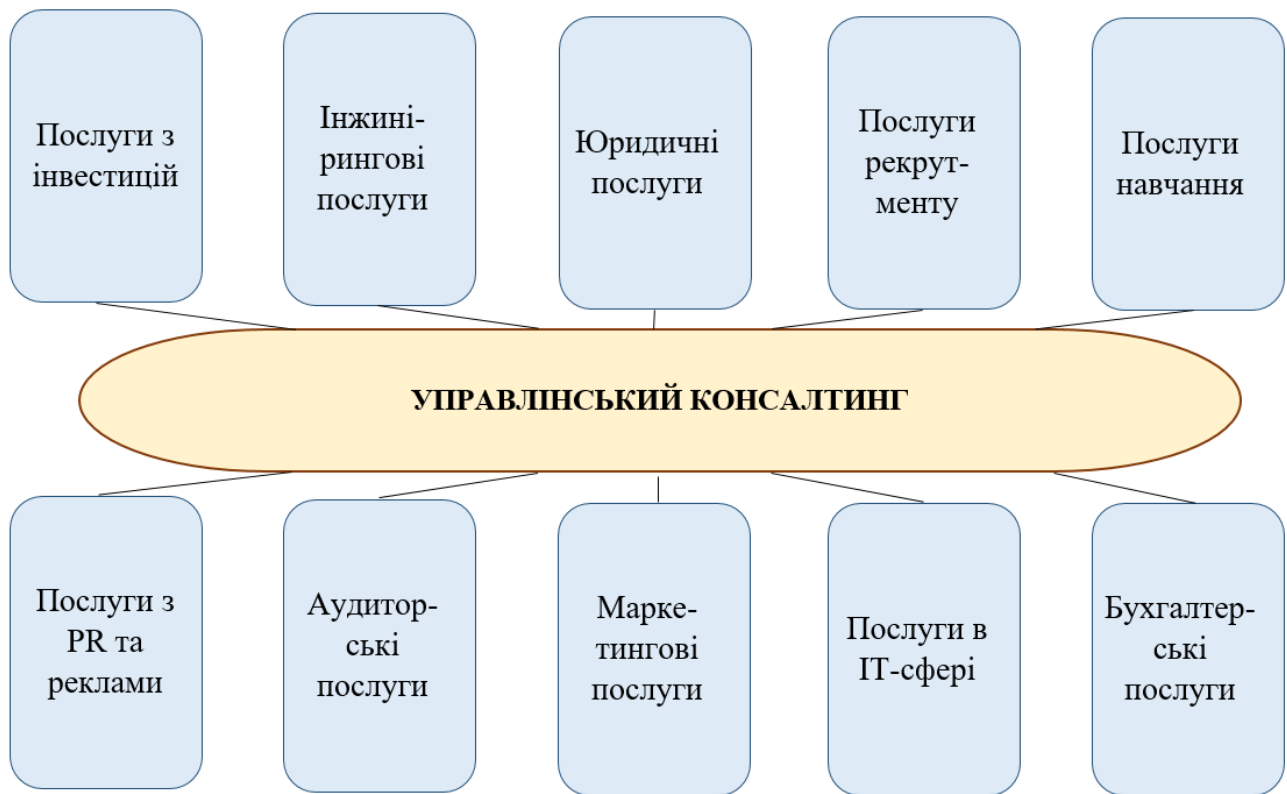 Послуги з
інвестицій
Інжині-
рингові
послуги
Юридичні
послуги
Послуги
рекрут-
менту
Послуги
навчання
УПРАВЛІНСЬКИЙ КОНСАЛТИНГ
Послуги з
PR та
реклами
Аудитор-
ські
послуги
Марке-
тингові
послуги
Послуги в
ІТ-сфері
Бухгалтер-
ські
послуги